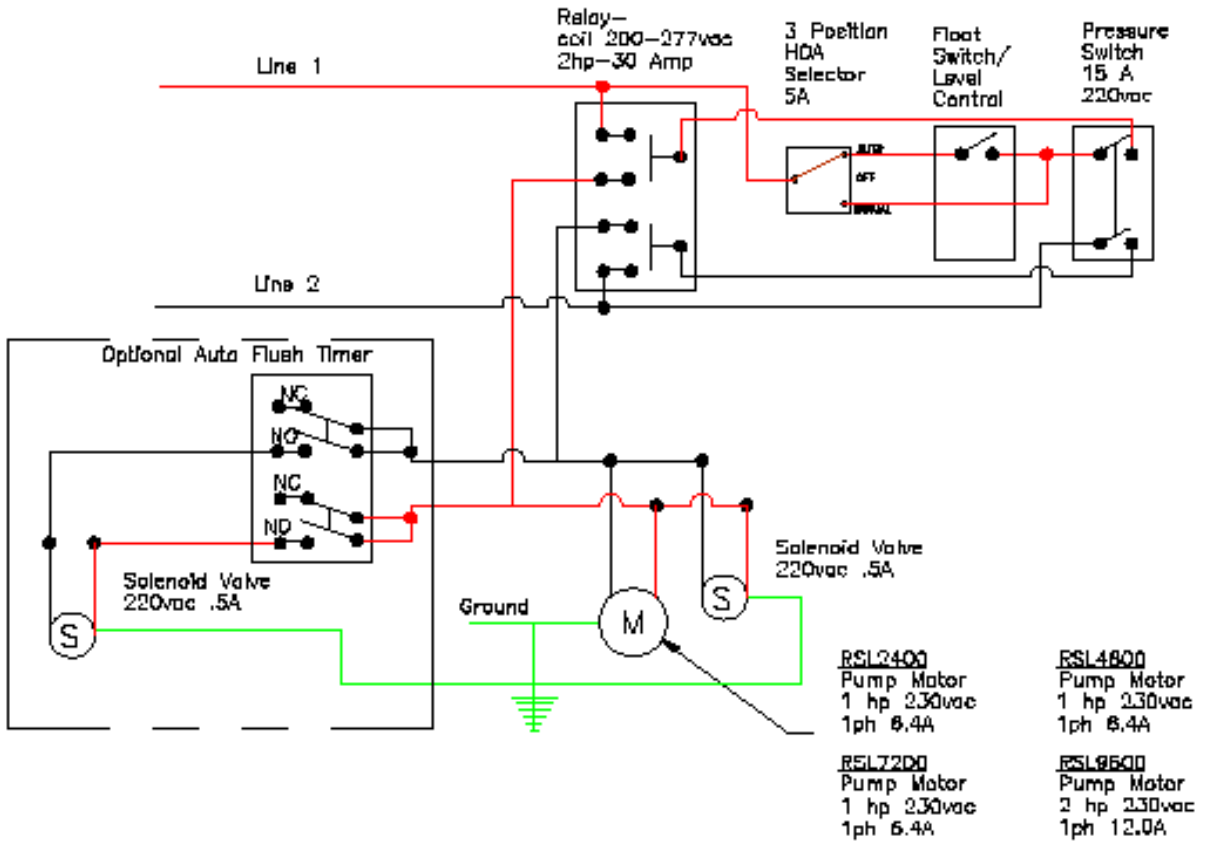 Relay-
coil 200-277vac
2hp-30 Amp
3 Position
HOA
Selector
5A
Float
Switch/
Level
Control
Pressure
Switch
15 A
220vac
Line 1
AUTO
OFF
MANUAL
Line 2
Optional Auto Flush Timer
NC
NO
NC
NO
Solenoid Valve
220vac .5A
S
Ground
M
S
Solenoid Valve
220vac .5A
RSL2400
Pump Motor
1 hp 230vac
1ph 6.4A
RSL4800
Pump Motor
1 hp 230vac
1ph 6.4A
RSL7200
Pump Motor
1 hp 230vac
1ph 6.4A
RSL9600
Pump Motor
2 hp 230vac
1ph 12.0A